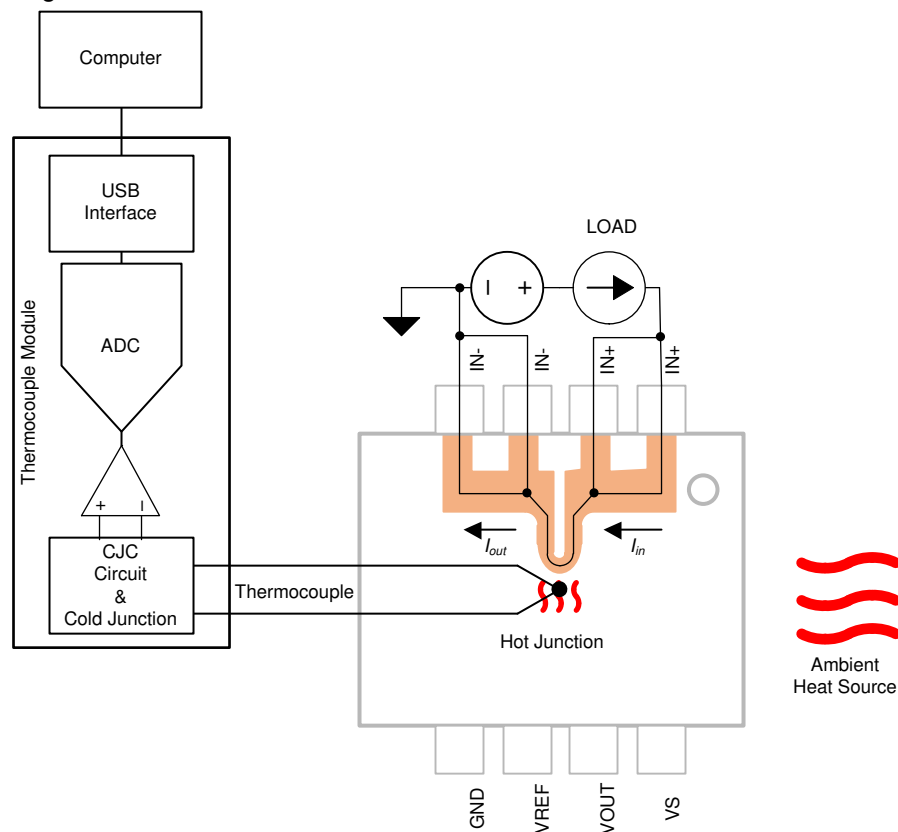 Computer
Thermocouple Module
USB
Interface
ADC
+ −
CJC
Circuit
&
Cold Junction
Thermocouple
LOAD
− +
IN-
IN-
IN+
IN+
Iout
Iin
Hot Junction
Ambient
Heat Source
GND
VREF
VOUT
VS